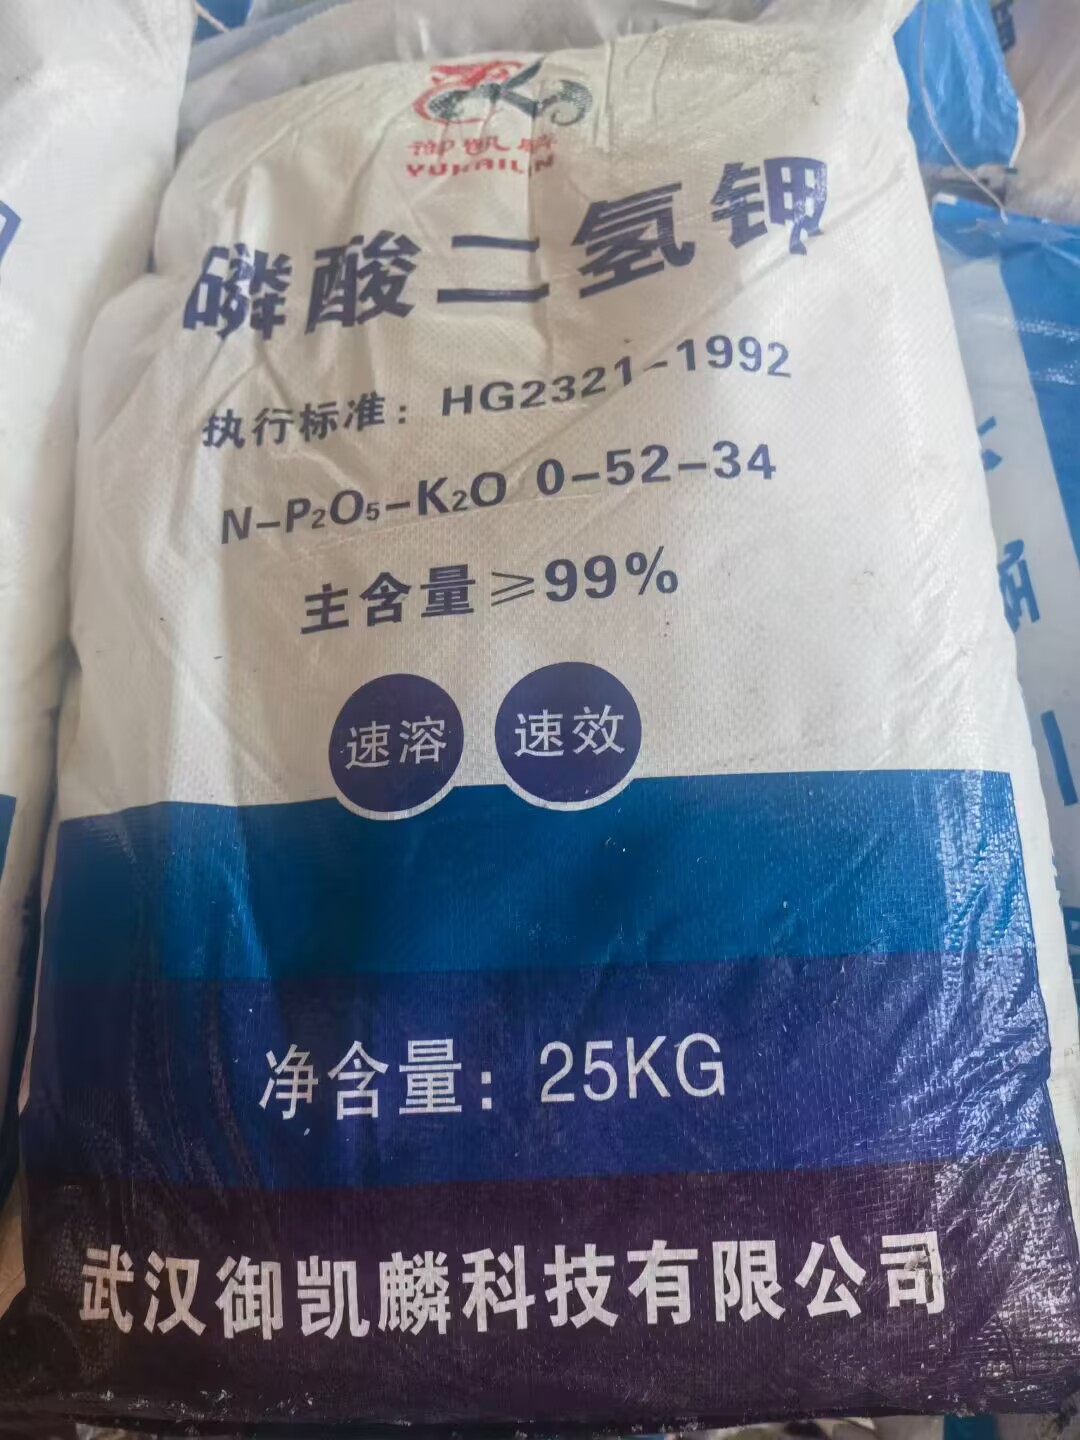 御凯麟
YUKAILIN
磷酸二氢钾
执行标准：HG2321-1992
N-P₂O₅-K₂O 0-52-34
主含量≥99%
速溶 速效
净含量：25KG
武汉御凯麟科技有限公司